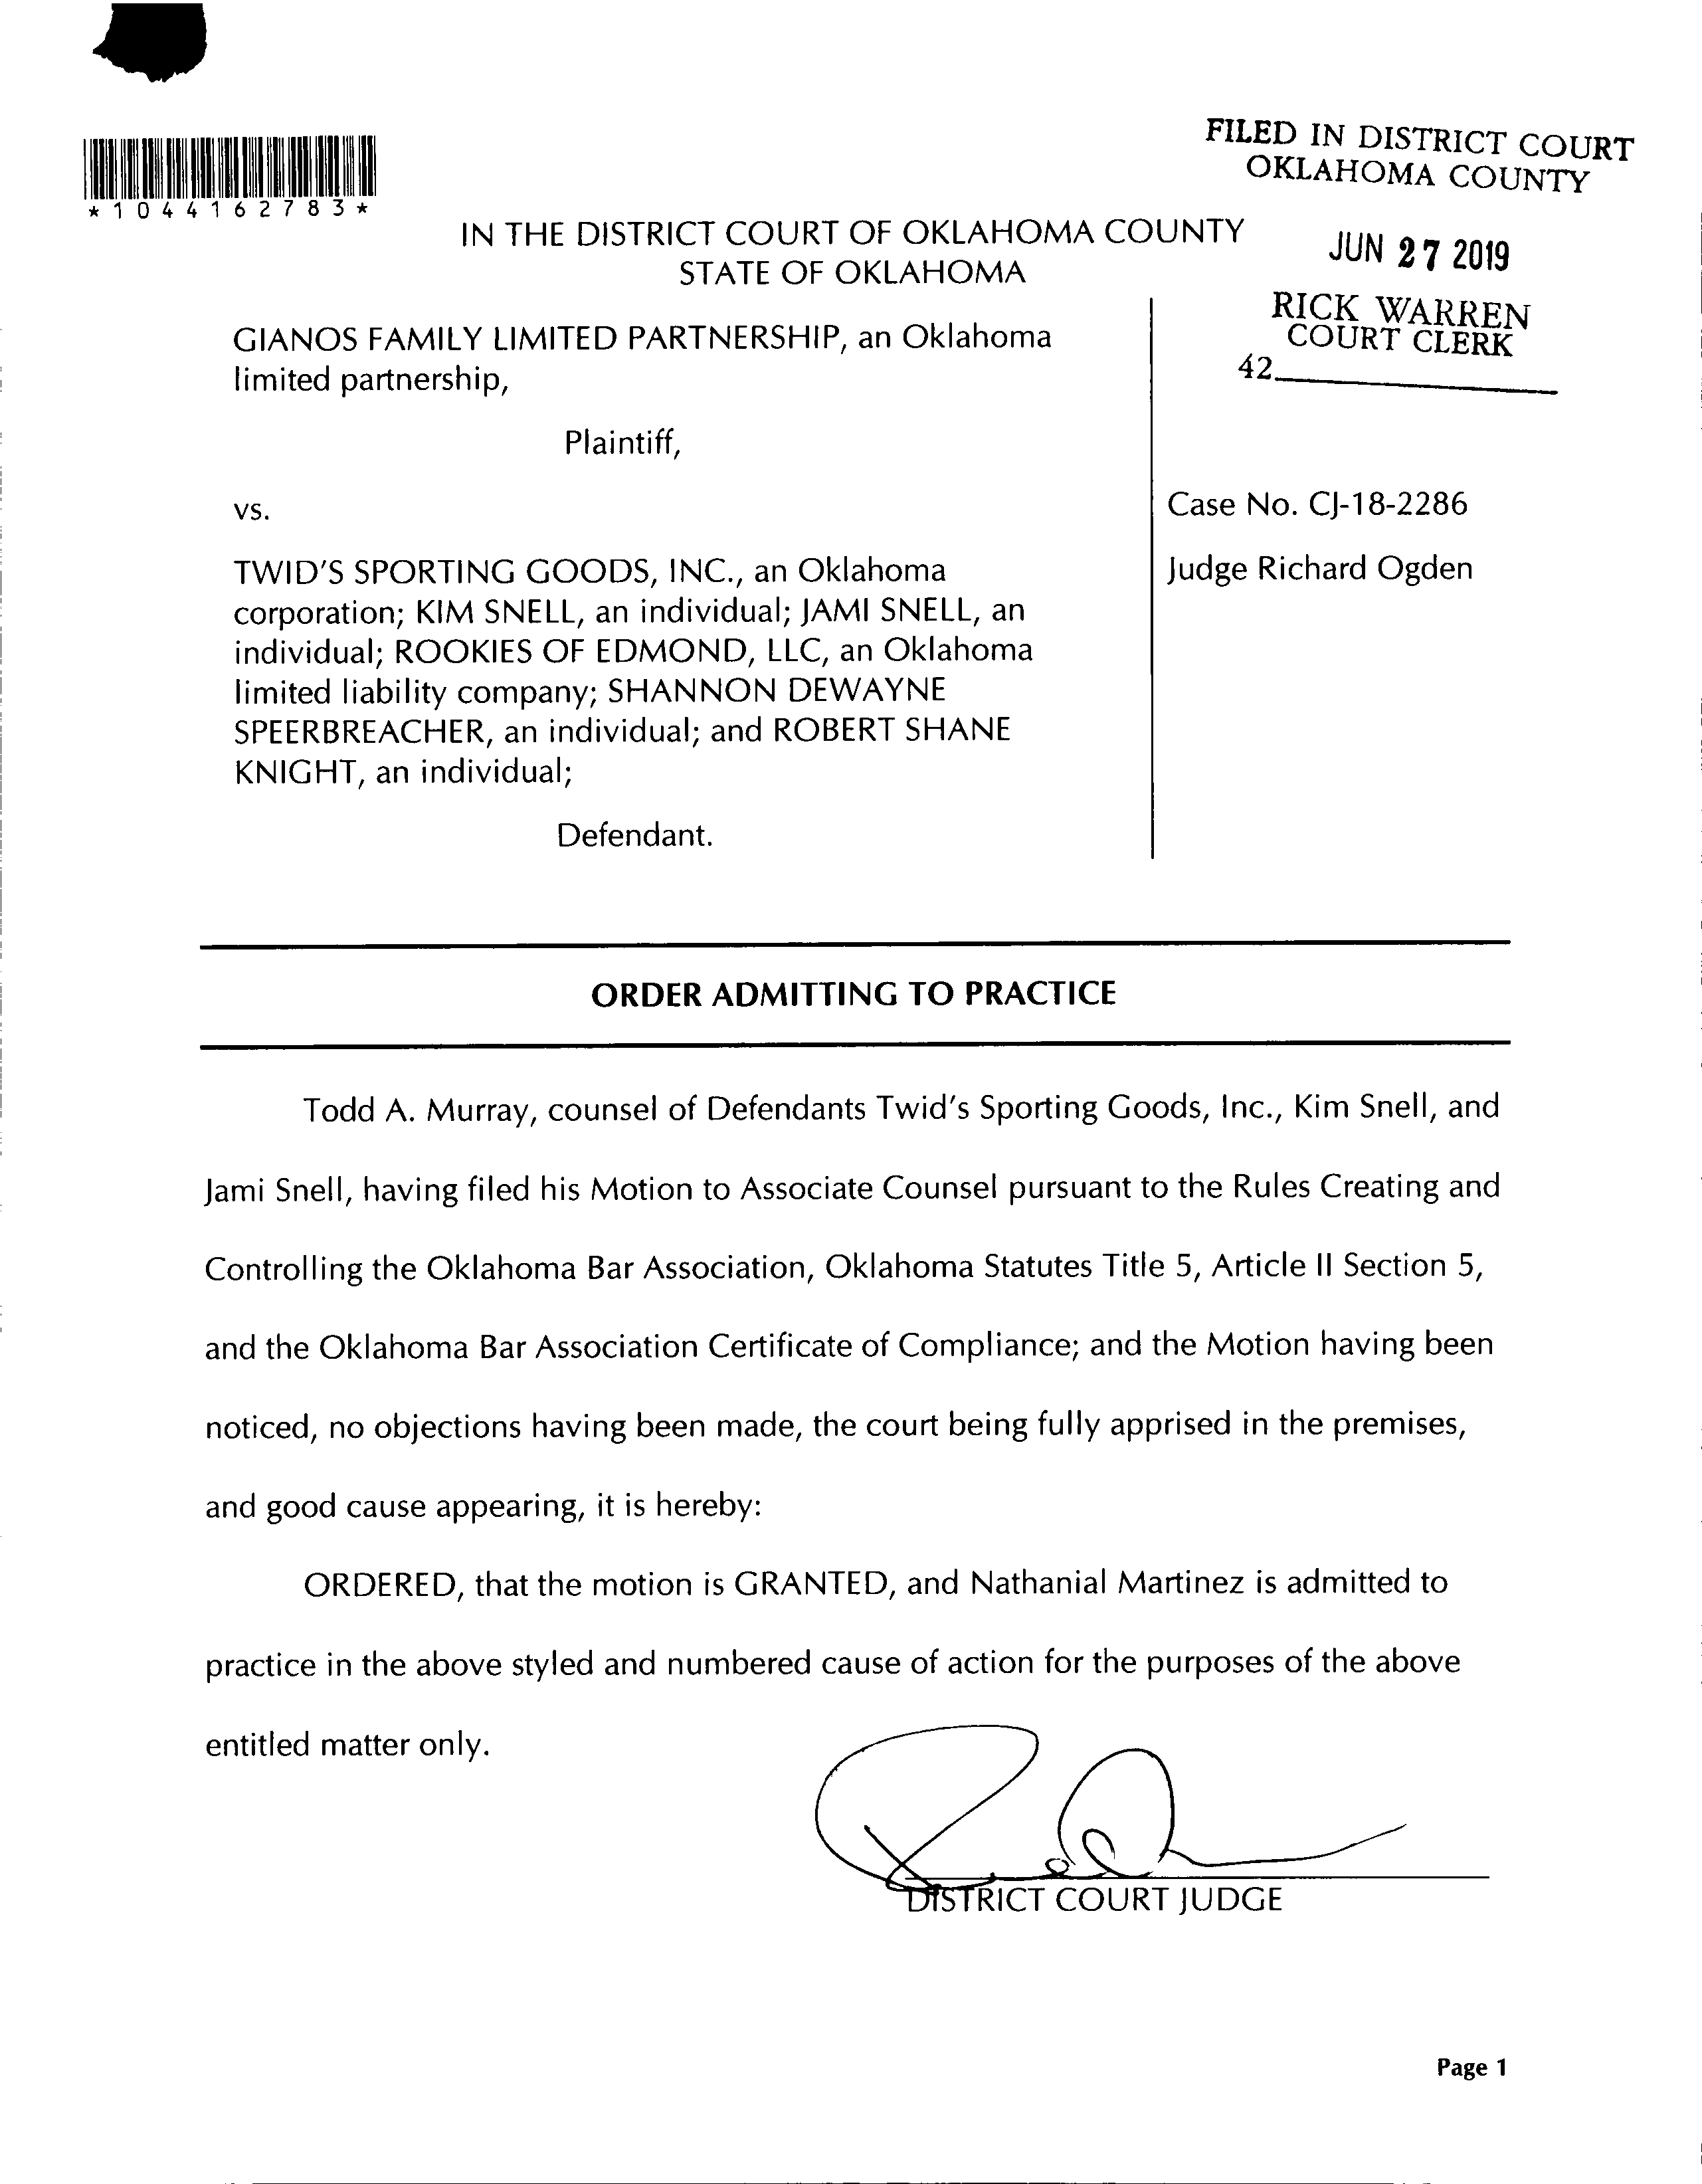 FILED IN DISTRICT COURT
OKLAHOMA COUNTY
*1044162783*
IN THE DISTRICT COURT OF OKLAHOMA COUNTY
STATE OF OKLAHOMA
JUN 27 2019
RICK WARREN
COURT CLERK
42
GIANOS FAMILY LIMITED PARTNERSHIP, an Oklahoma
limited partnership,
Plaintiff,
vs.
Case No. CJ-18-2286
Judge Richard Ogden
TWID'S SPORTING GOODS, INC., an Oklahoma
corporation; KIM SNELL, an individual; JAMI SNELL, an
individual; ROOKIES OF EDMOND, LLC, an Oklahoma
limited liability company; SHANNON DEWAYNE
SPEERBREACHER, an individual; and ROBERT SHANE
KNIGHT, an individual;
Defendant.
ORDER ADMITTING TO PRACTICE
Todd A. Murray, counsel of Defendants Twid's Sporting Goods, Inc., Kim Snell, and
Jami Snell, having filed his Motion to Associate Counsel pursuant to the Rules Creating and
Controlling the Oklahoma Bar Association, Oklahoma Statutes Title 5, Article II Section 5,
and the Oklahoma Bar Association Certificate of Compliance; and the Motion having been
noticed, no objections having been made, the court being fully apprised in the premises,
and good cause appearing, it is hereby:
ORDERED, that the motion is GRANTED, and Nathanial Martinez is admitted to
practice in the above styled and numbered cause of action for the purposes of the above
entitled matter only.
DISTRICT COURT JUDGE
Page 1